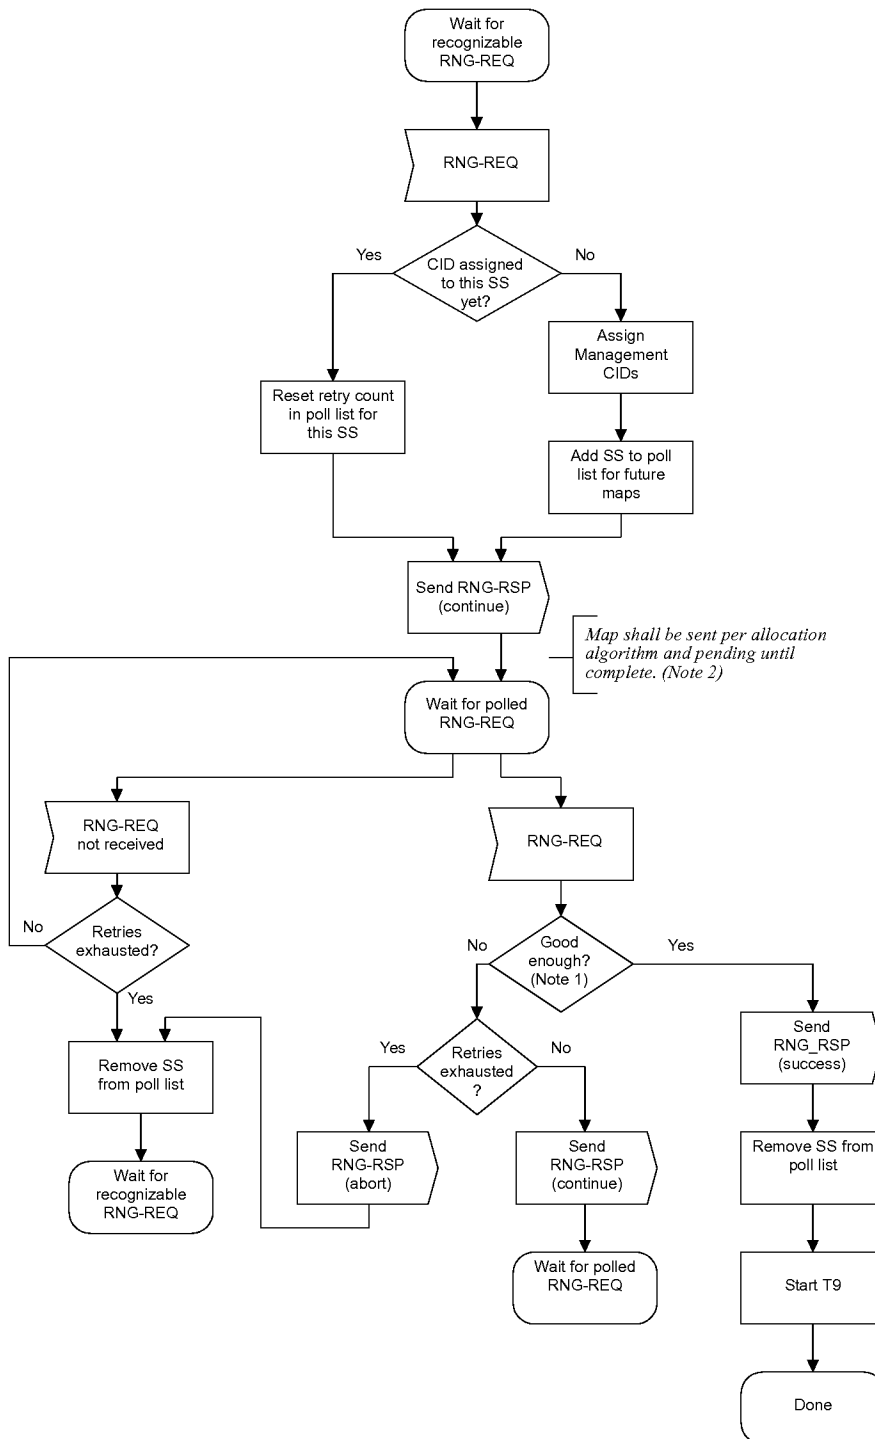 Wait for
recognizable
RNG-REQ
RNG-REQ
Yes
No
CID assigned
to this SS
yet?
Assign
Management
CIDs
Reset retry count
in poll list for
this SS
Add SS to poll
list for future
maps
Send RNG-RSP
(continue)
Map shall be sent per allocation
algorithm and pending until
complete. (Note 2)
Wait for polled
RNG-REQ
RNG-REQ
not received
RNG-REQ
No
Retries
exhausted?
Yes
No
Good
enough?
(Note 1)
Yes
Remove SS
from poll list
Yes
Retries
exhausted
?
No
Send
RNG_RSP
(success)
Wait for
recognizable
RNG-REQ
Send
RNG-RSP
(abort)
Send
RNG-RSP
(continue)
Remove SS from
poll list
Wait for polled
RNG-REQ
Start T9
Done